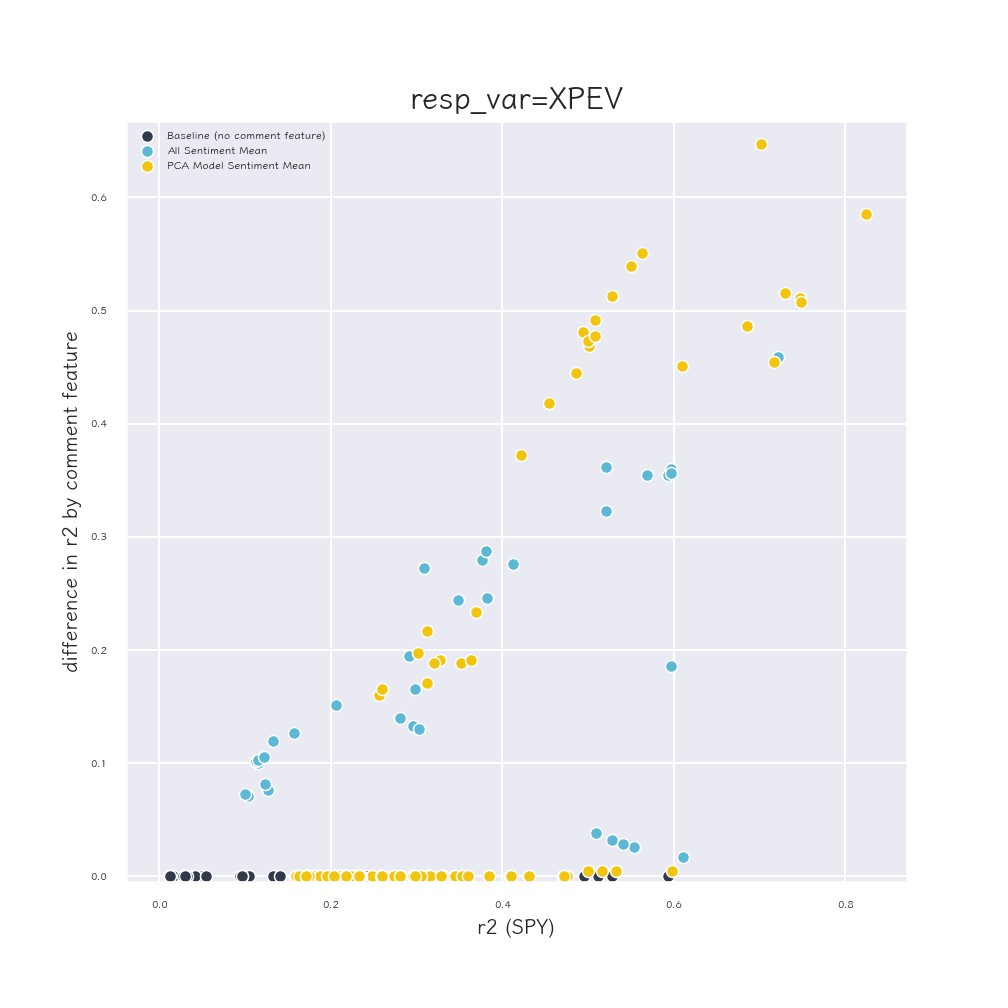 resp_var=XPEV
Baseline (no comment feature)
All Sentiment Mean
PCA Model Sentiment Mean
difference in r2 by comment feature
0.6
0.5
0.4
0.3
0.2
0.1
0.0
0.0 0.2 0.4 0.6 0.8
r2 (SPY)